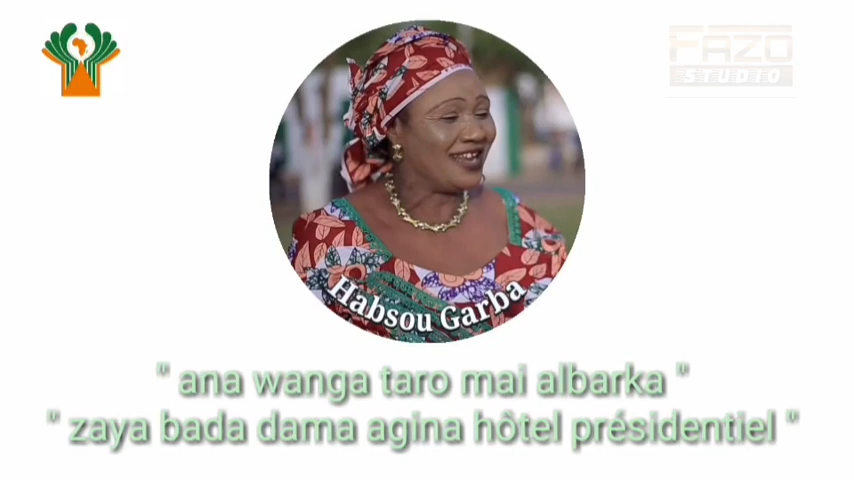 FAZO
STUDIO
Habsou Garba
" ana wanga taro mai albarka "
" zaya bada dama agina hôtel présidentiel "